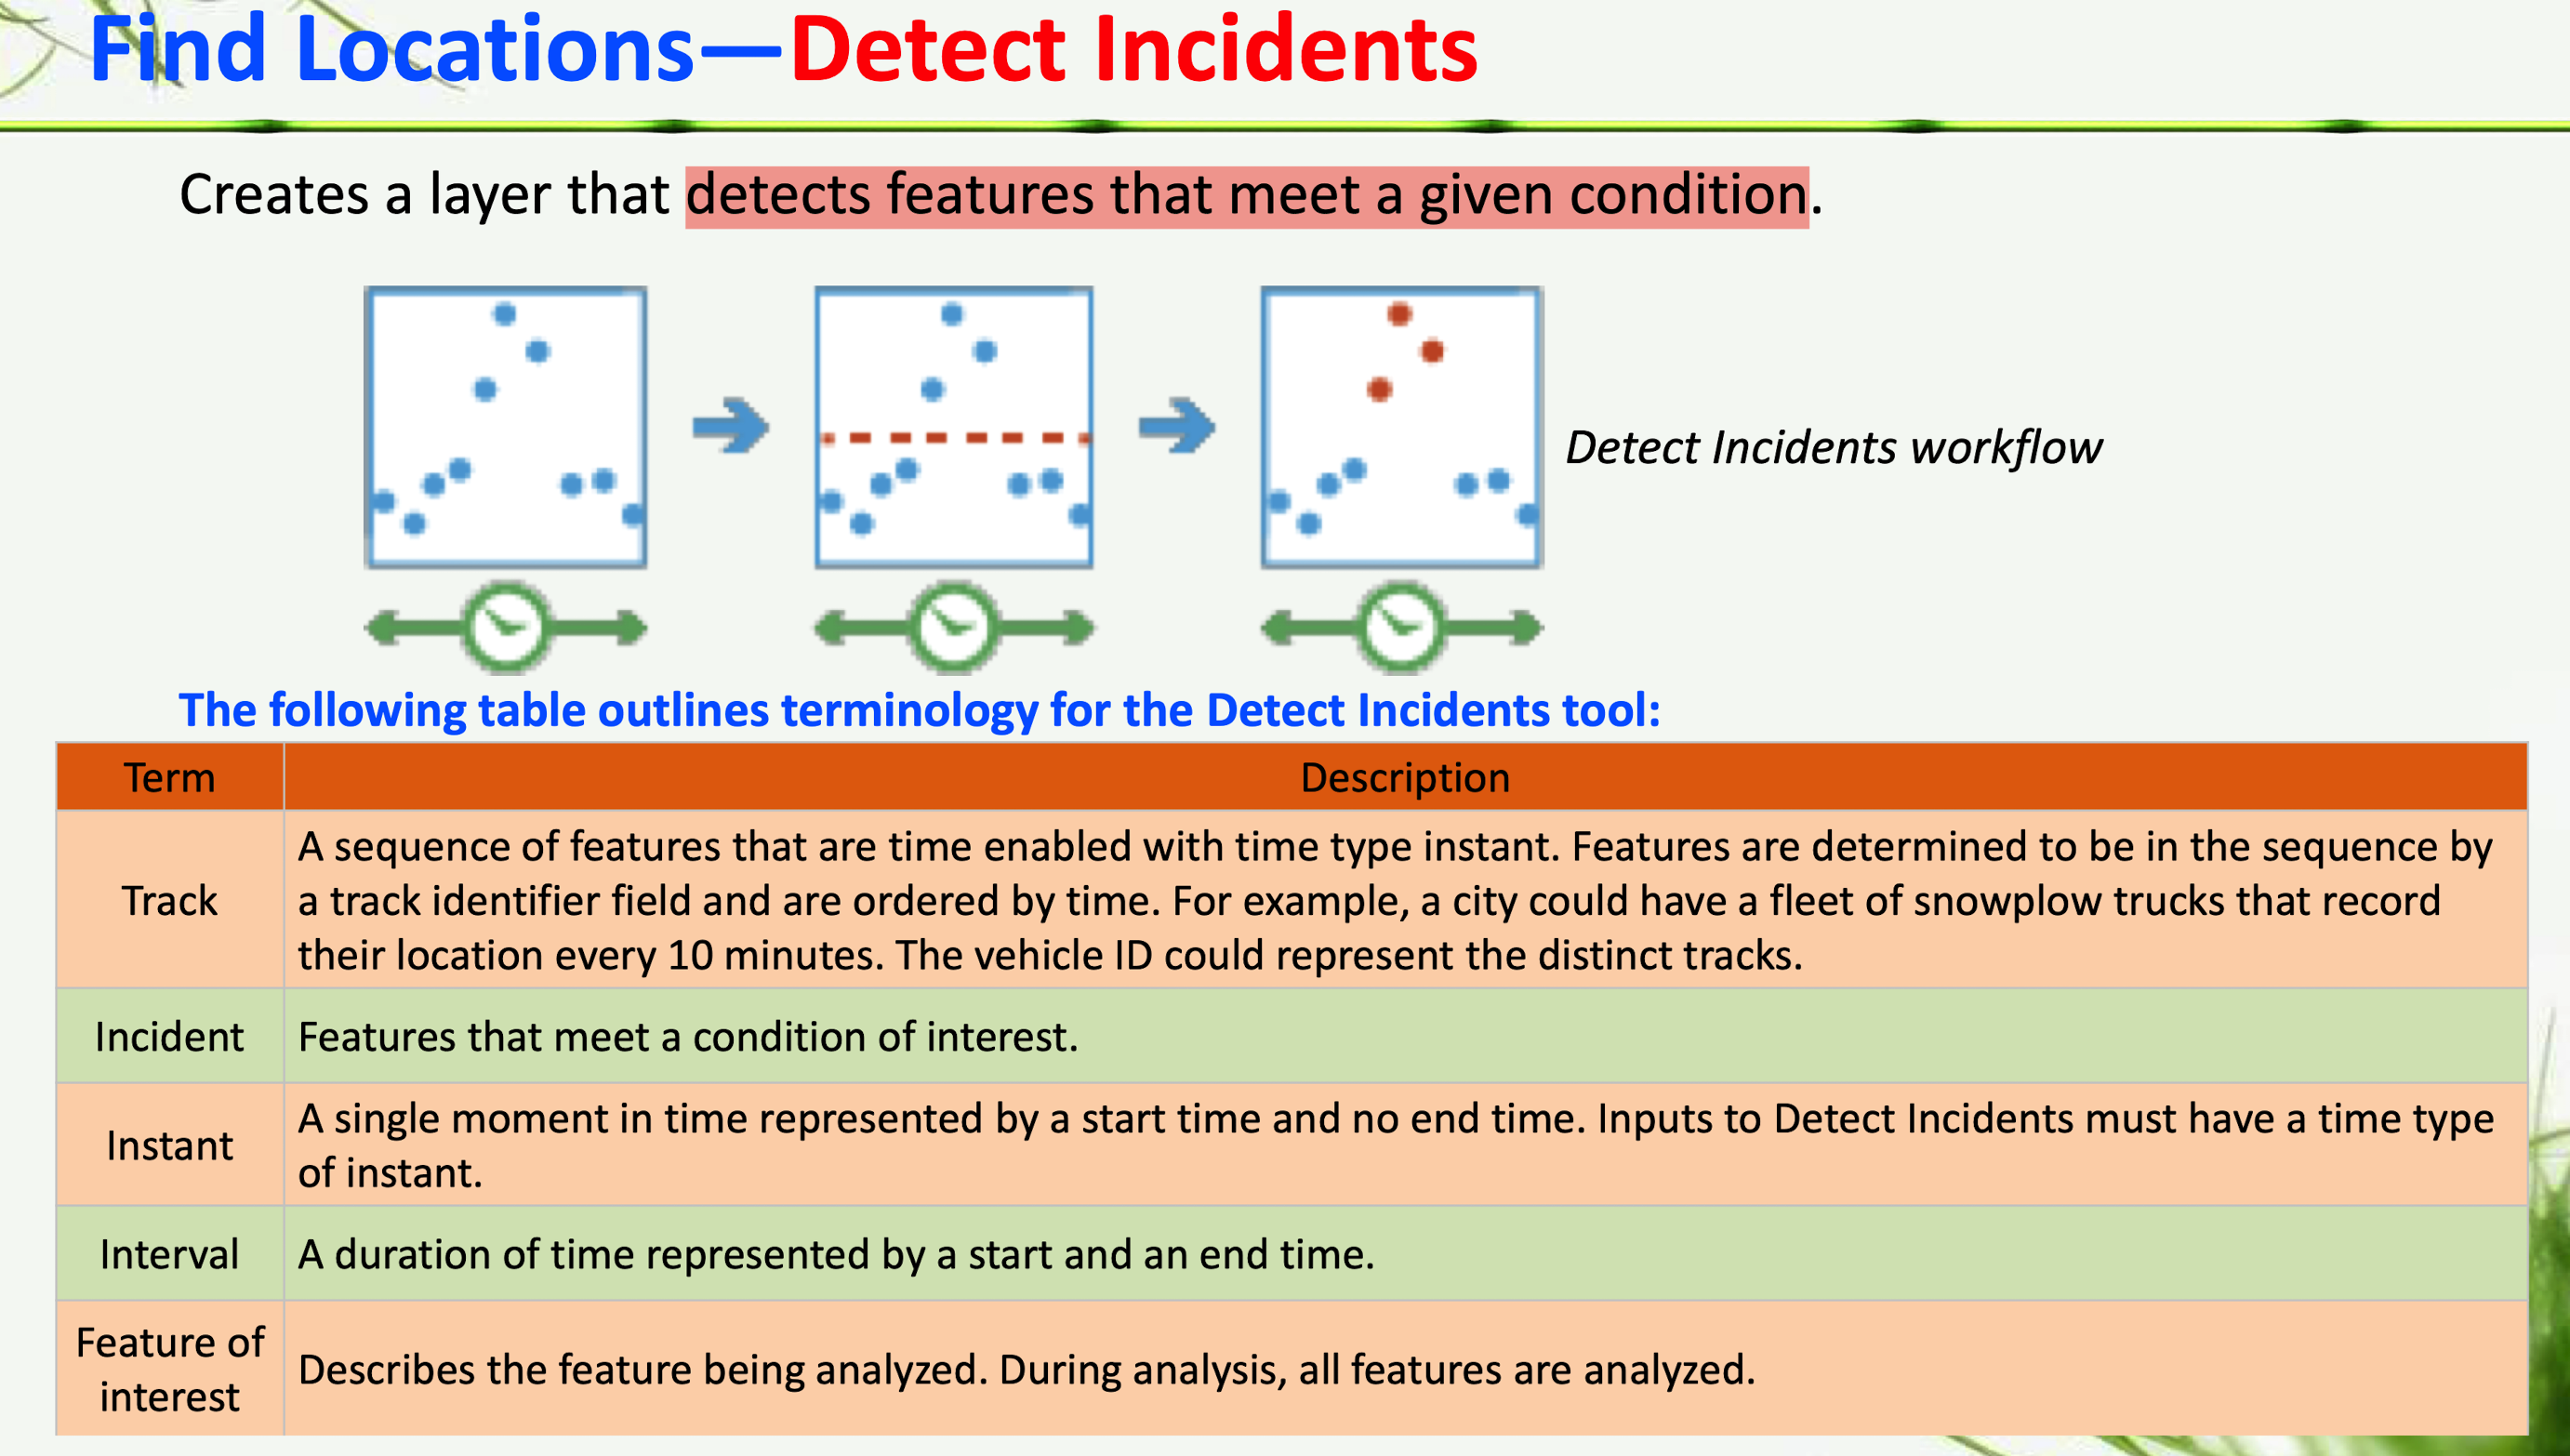 Find Locations—Detect Incidents
Creates a layer that detects features that meet a given condition.
Detect Incidents workflow
The following table outlines terminology for the Detect Incidents tool:
Term
Description
Track
A sequence of features that are time enabled with time type instant. Features are determined to be in the sequence by
a track identifier field and are ordered by time. For example, a city could have a fleet of snowplow trucks that record
their location every 10 minutes. The vehicle ID could represent the distinct tracks.
Incident
Features that meet a condition of interest.
Instant
A single moment in time represented by a start time and no end time. Inputs to Detect Incidents must have a time type
of instant.
Interval
A duration of time represented by a start and an end time.
Feature of
interest
Describes the feature being analyzed. During analysis, all features are analyzed.